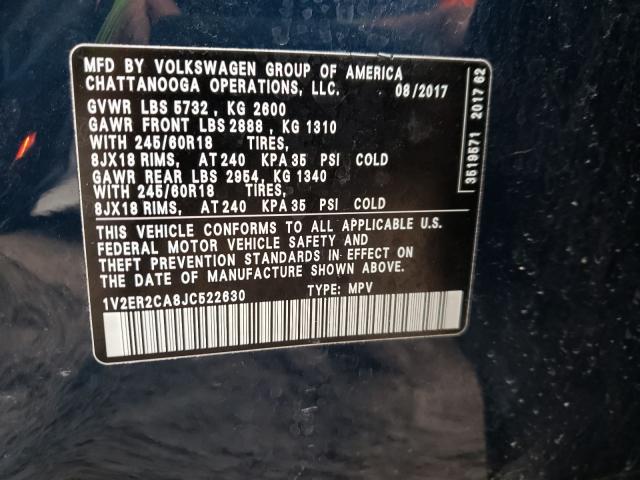 MFD BY VOLKSWAGEN GROUP OF AMERICA
CHATTANOOGA OPERATIONS, LLC. 08/2017
GVWR LBS 5732 , KG 2600
GAWR FRONT LBS 2888 , KG 1310
WITH 245/60R18 TIRES,
8JX18 RIMS, AT 240 KPA 35 PSI COLD
GAWR REAR LBS 2954, KG 1340
WITH 245/60R18 TIRES,
8JX18 RIMS, AT 240 KPA 35 PSI COLD
THIS VEHICLE CONFORMS TO ALL APPLICABLE U.S.
FEDERAL MOTOR VEHICLE SAFETY AND
THEFT PREVENTION STANDARDS IN EFFECT ON
THE DATE OF MANUFACTURE SHOWN ABOVE.
1V2ER2CA8JC522630 TYPE: MPV
3519571 2017 62